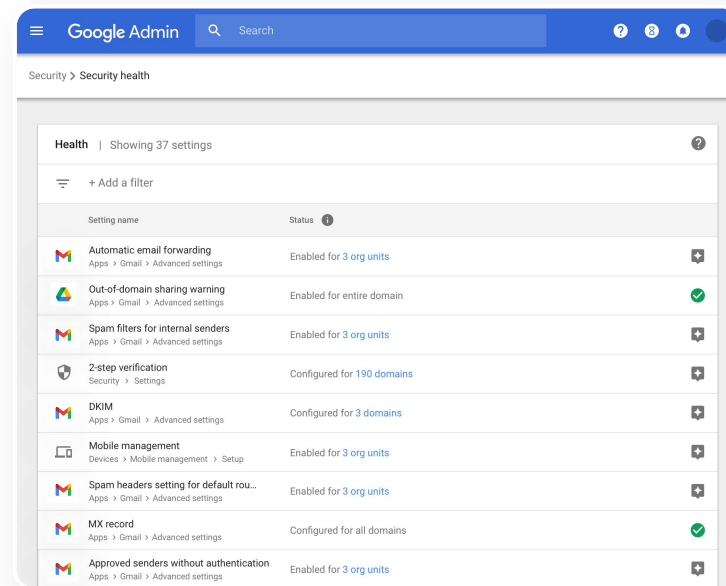 Google Admin
Search
Security > Security health
Health | Showing 37 settings
+ Add a filter
Setting name Status
Automatic email forwarding
Apps > Gmail > Advanced settings
Enabled for 3 org units
Out-of-domain sharing warning
Apps > Gmail > Advanced settings
Enabled for entire domain
Spam filters for internal senders
Apps > Gmail > Advanced settings
Enabled for 3 org units
2-step verification
Security > Settings
Configured for 190 domains
DKIM
Apps > Gmail > Advanced settings
Configured for 3 domains
Mobile management
Devices > Mobile management > Setup
Enabled for 3 org units
Spam headers setting for default rou...
Apps > Gmail > Advanced settings
Enabled for 3 org units
MX record
Apps > Gmail > Advanced settings
Configured for all domains
Approved senders without authentication
Apps > Gmail > Advanced settings
Enabled for 3 org units